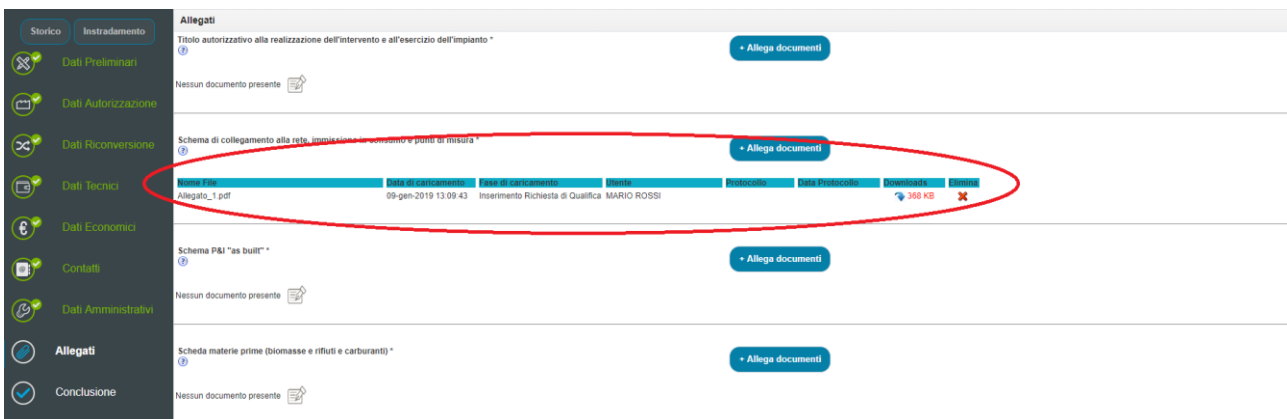 Storico Instradamento
Dati Preliminari
Dati Autorizzazione
Dati Riconversione
Dati Tecnici
Dati Economici
Contatti
Dati Amministrativi
Allegati
Conclusione
Allegati
Titolo autorizzativo alla realizzazione dell'intervento e all'esercizio dell'impianto *
+ Allega documenti
Nessun documento presente
Schema di collegamento alla rete, immissione in consumo e punti di misura *
+ Allega documenti
Nome File Data di caricamento Fase di caricamento Utente Protocollo Data Protocollo Downloads Elimina
Allegato_1.pdf 09-gen-2019 13:09:43 Inserimento Richiesta di Qualifica MARIO ROSSI 368 KB
Schema P&I "as built" *
+ Allega documenti
Nessun documento presente
Scheda materie prime (biomasse e rifiuti e carburanti) *
+ Allega documenti
Nessun documento presente